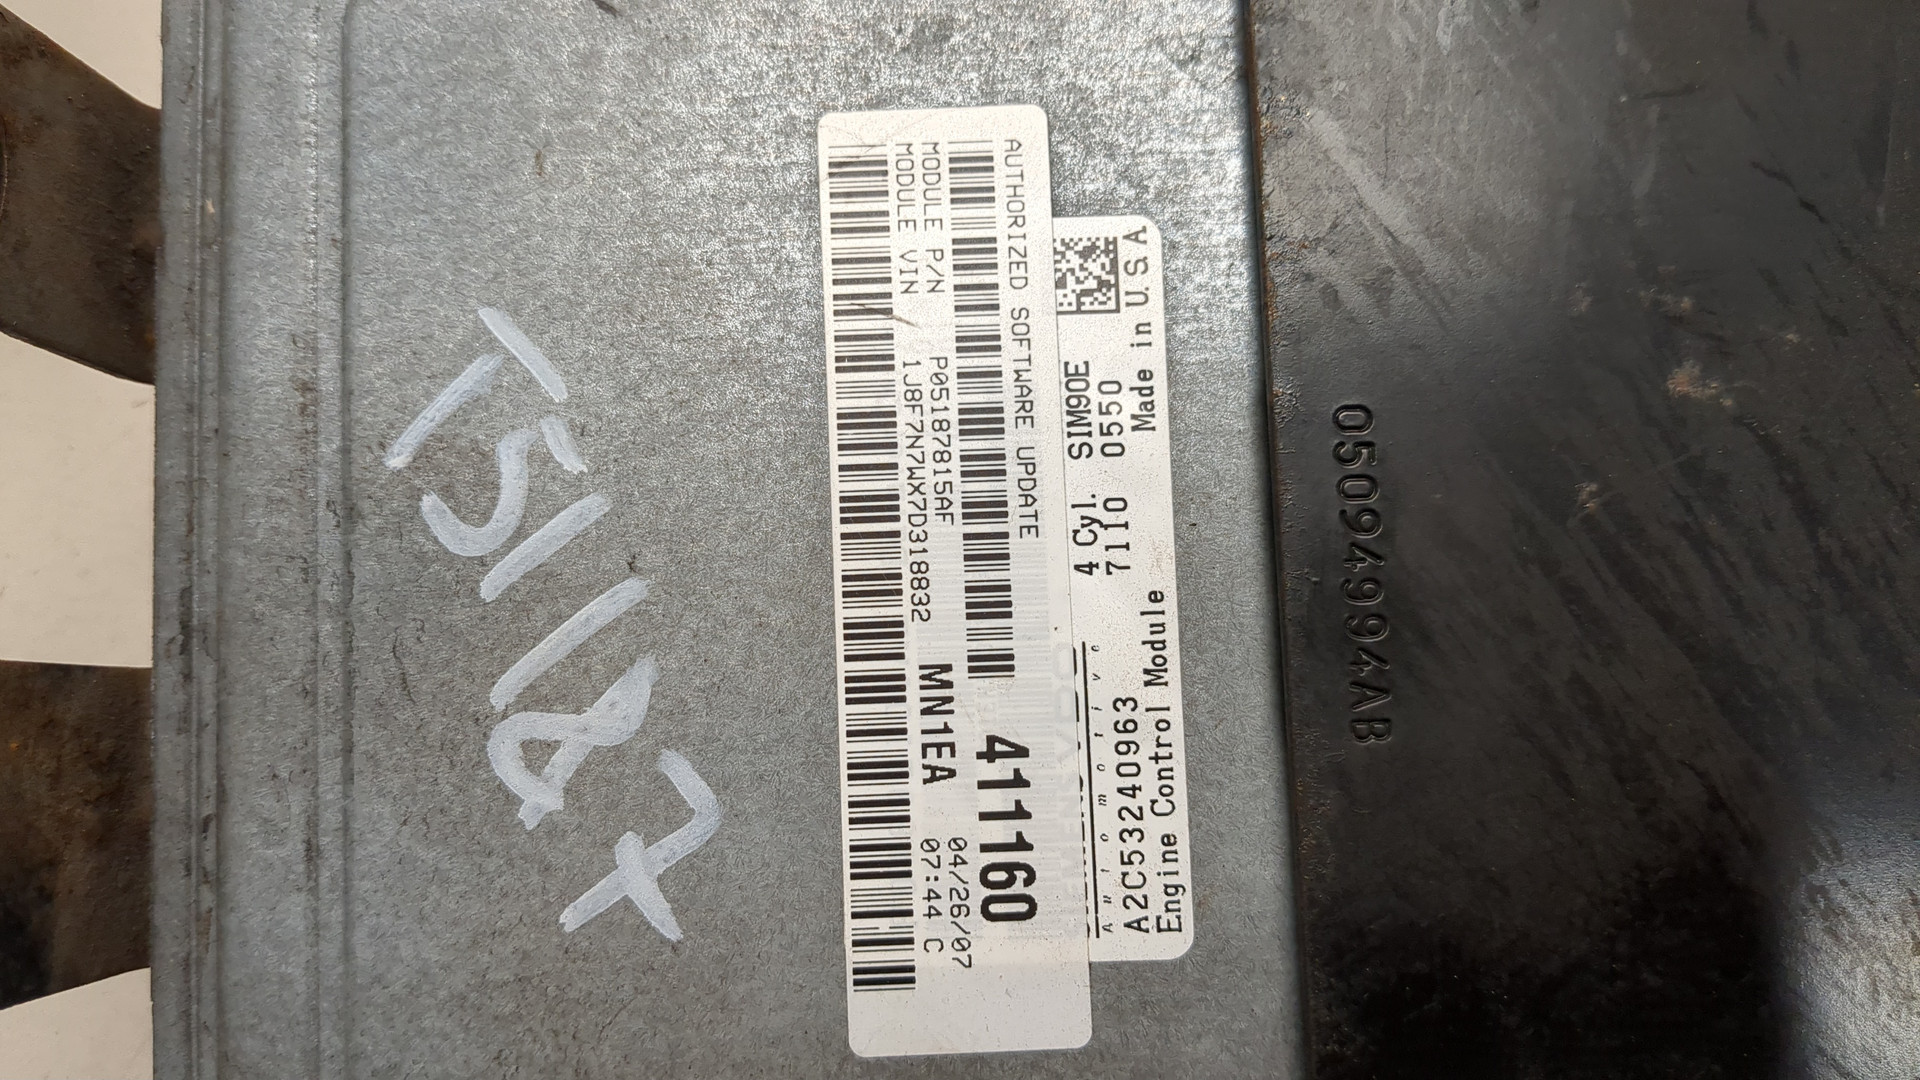 AUTHORIZED SOFTWARE UPDATE
MODULE P/N P05187815AF
MODULE VIN 1J8F7N7WX7D318832
411160
MN1EA
04/26/07
07:44 C
4 Cyl. SIM90E
7110 0550
Made in U.S.A
Automotive
A2C53240963
Engine Control Module
05094994AB